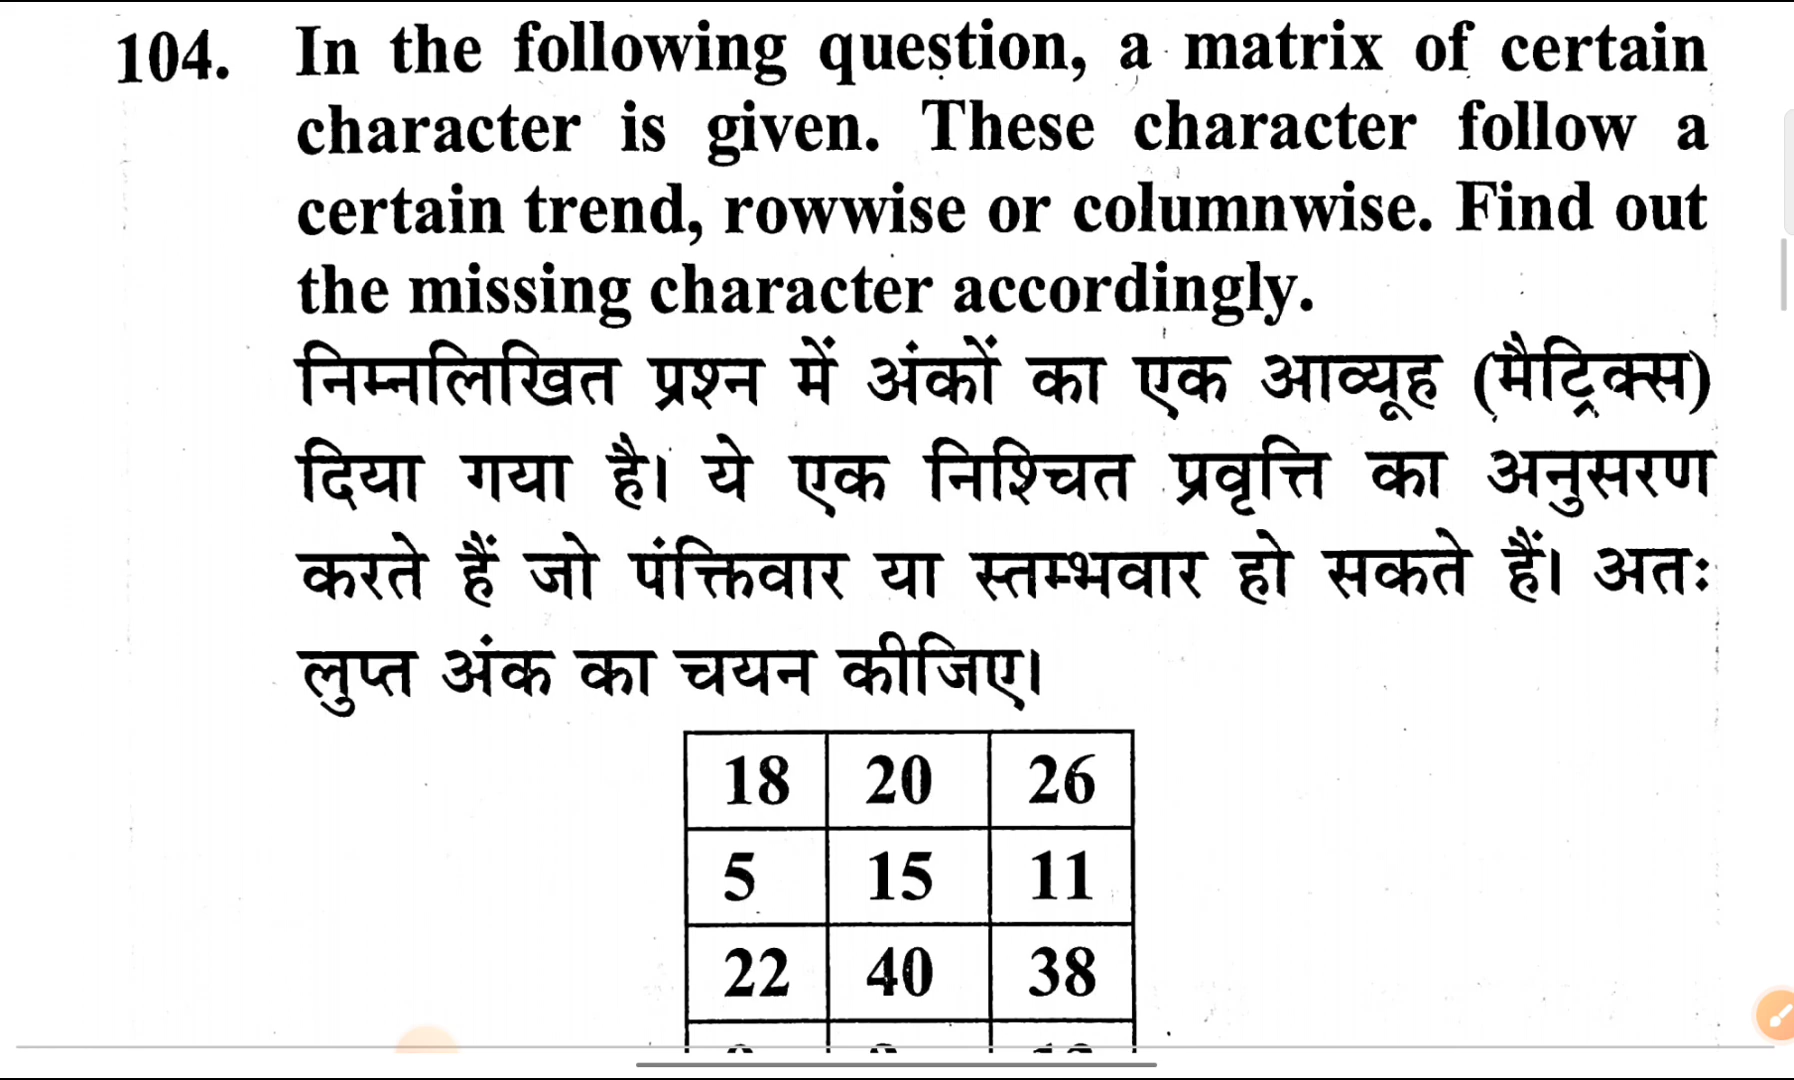 104. In the following question, a matrix of certain
character is given. These character follow a
certain trend, rowwise or columnwise. Find out
the missing character accordingly.
निम्नलिखित प्रश्न में अंकों का एक आव्यूह (मैट्रिक्स)
दिया गया है। ये एक निश्चित प्रवृत्ति का अनुसरण
करते हैं जो पंक्तिवार या स्तम्भवार हो सकते हैं। अतः
लुप्त अंक का चयन कीजिए।
18 20 26
5 15 11
22 40 38